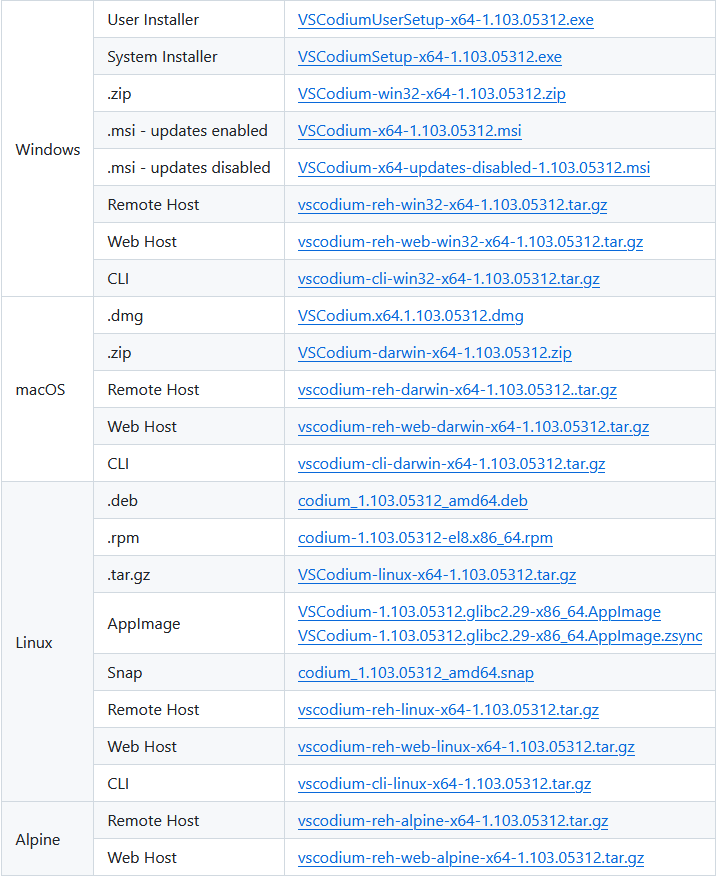 Windows
User Installer
VSCodiumUserSetup-x64-1.103.05312.exe
System Installer
VSCodiumSetup-x64-1.103.05312.exe
.zip
VSCodium-win32-x64-1.103.05312.zip
.msi - updates enabled
VSCodium-x64-1.103.05312.msi
.msi - updates disabled
VSCodium-x64-updates-disabled-1.103.05312.msi
Remote Host
vscodium-reh-win32-x64-1.103.05312.tar.gz
Web Host
vscodium-reh-web-win32-x64-1.103.05312.tar.gz
CLI
vscodium-cli-win32-x64-1.103.05312.tar.gz
macOS
.dmg
VSCodium.x64.1.103.05312.dmg
.zip
VSCodium-darwin-x64-1.103.05312.zip
Remote Host
vscodium-reh-darwin-x64-1.103.05312..tar.gz
Web Host
vscodium-reh-web-darwin-x64-1.103.05312.tar.gz
CLI
vscodium-cli-darwin-x64-1.103.05312.tar.gz
Linux
.deb
codium_1.103.05312_amd64.deb
.rpm
codium-1.103.05312-el8.x86_64.rpm
.tar.gz
VSCodium-linux-x64-1.103.05312.tar.gz
AppImage
VSCodium-1.103.05312.glibc2.29-x86_64.AppImage
VSCodium-1.103.05312.glibc2.29-x86_64.AppImage.zsync
Snap
codium_1.103.05312_amd64.snap
Remote Host
vscodium-reh-linux-x64-1.103.05312.tar.gz
Web Host
vscodium-reh-web-linux-x64-1.103.05312.tar.gz
CLI
vscodium-cli-linux-x64-1.103.05312.tar.gz
Alpine
Remote Host
vscodium-reh-alpine-x64-1.103.05312.tar.gz
Web Host
vscodium-reh-web-alpine-x64-1.103.05312.tar.gz